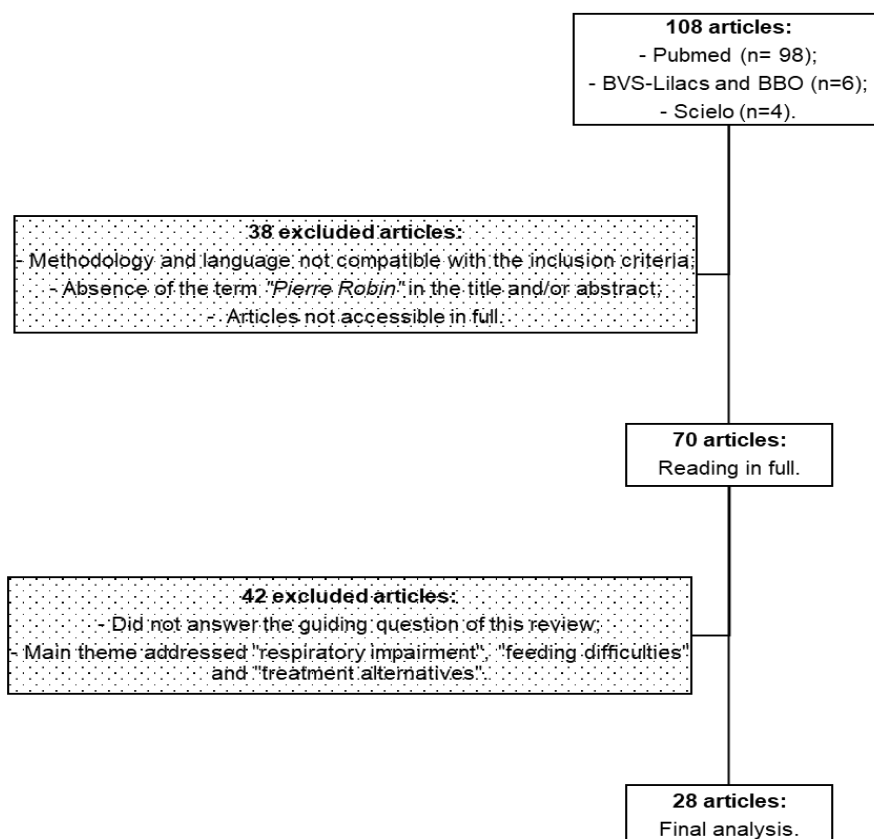 108 articles:
- Pubmed (n= 98);
- BVS-Lilacs and BBO (n=6);
- Scielo (n=4).
38 excluded articles:
- Methodology and language not compatible with the inclusion criteria;
- Absence of the term "Pierre Robin" in the title and/or abstract;
- Articles not accessible in full.
70 articles:
Reading in full.
42 excluded articles:
- Did not answer the guiding question of this review;
- Main theme addressed "respiratory impairment", "feeding difficulties"
and "treatment alternatives".
28 articles:
Final analysis.